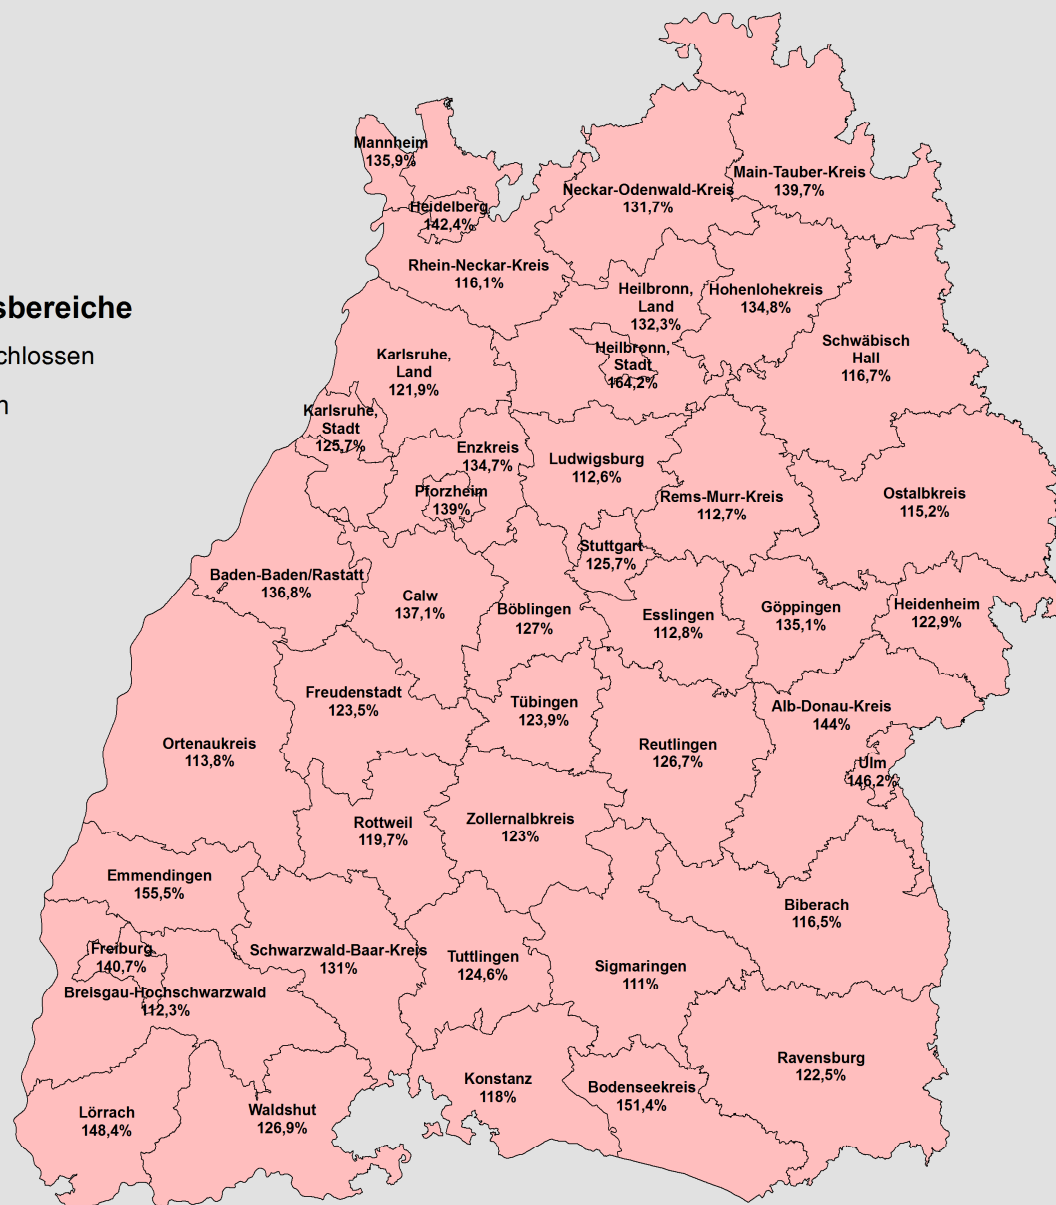 sbereiche
chlossen
n
Mannheim
135,9%
Heidelberg
142,4%
Neckar-Odenwald-Kreis
131,7%
Main-Tauber-Kreis
139,7%
Rhein-Neckar-Kreis
116,1%
Heilbronn,
Land
132,3%
Hohenlohekreis
134,8%
Heilbronn,
Stadt
164,2%
Schwäbisch
Hall
116,7%
Karlsruhe,
Land
121,9%
Karlsruhe,
Stadt
125,7%
Enzkreis
134,7%
Pforzheim
139%
Ludwigsburg
112,6%
Rems-Murr-Kreis
112,7%
Ostalbkreis
115,2%
Stuttgart
125,7%
Baden-Baden/Rastatt
136,8%
Calw
137,1%
Böblingen
127%
Esslingen
112,8%
Göppingen
135,1%
Heidenheim
122,9%
Freudenstadt
123,5%
Tübingen
123,9%
Alb-Donau-Kreis
144%
Ortenaukreis
113,8%
Reutlingen
126,7%
Ulm
146,2%
Rottweil
119,7%
Zollernalbkreis
123%
Emmendingen
155,5%
Biberach
116,5%
Freiburg
140,7%
Schwarzwald-Baar-Kreis
131%
Tuttlingen
124,6%
Sigmaringen
111%
Breisgau-Hochschwarzwald
112,3%
Ravensburg
122,5%
Konstanz
118%
Bodenseekreis
151,4%
Lörrach
148,4%
Waldshut
126,9%